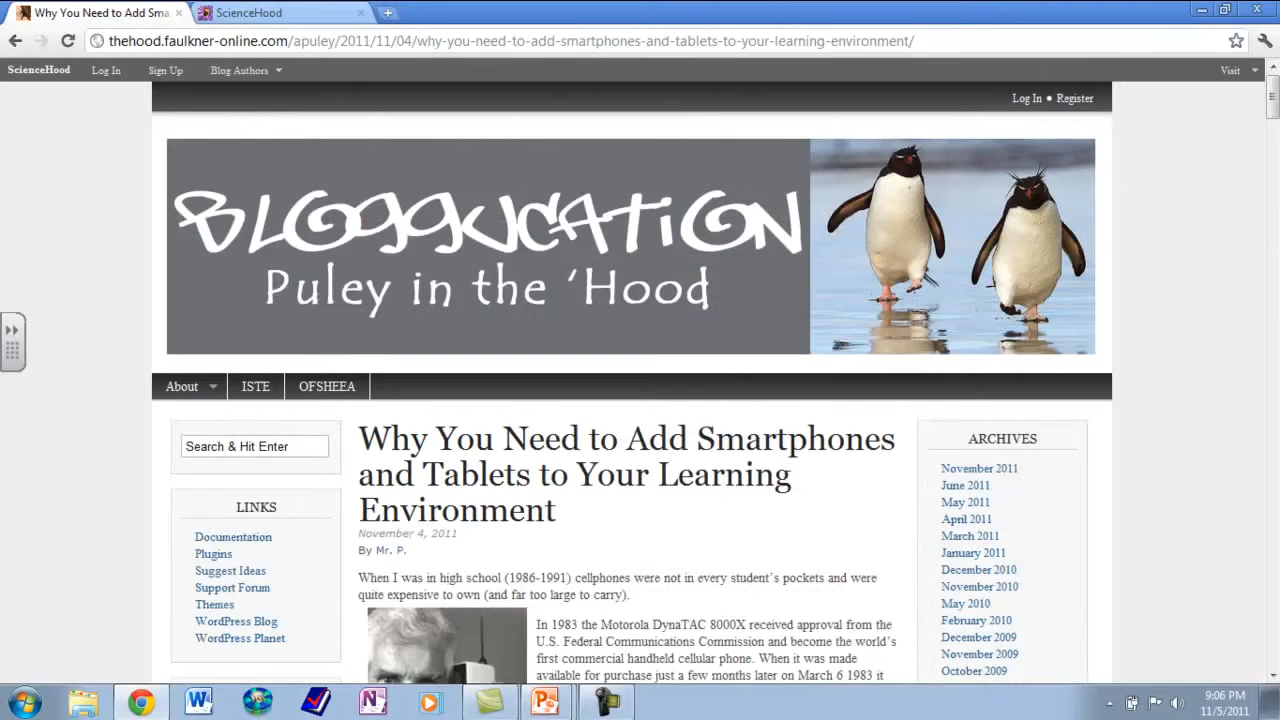 Why You Need to Add Sma
ScienceHood
thehood.faulkner-online.com/apuley/2011/11/04/why-you-need-to-add-smartphones-and-tablets-to-your-learning-environment/
ScienceHood Log In Sign Up Blog Authors Visit
Log In • Register
BLOGGUCATION
Puley in the ‘Hood
About ISTE OFSHEEA
Search & Hit Enter
LINKS
Documentation
Plugins
Suggest Ideas
Support Forum
Themes
WordPress Blog
WordPress Planet
Why You Need to Add Smartphones
and Tablets to Your Learning
Environment
November 4, 2011
By Mr. P.
When I was in high school (1986-1991) cellphones were not in every student’s pockets and were
quite expensive to own (and far too large to carry).
In 1983 the Motorola DynaTAC 8000X received approval from the
U.S. Federal Communications Commission and become the world’s
first commercial handheld cellular phone. When it was made
available for purchase just a few months later on March 6 1983 it
ARCHIVES
November 2011
June 2011
May 2011
April 2011
March 2011
January 2011
December 2010
November 2010
May 2010
February 2010
December 2009
November 2009
October 2009
9:06 PM
11/5/2011